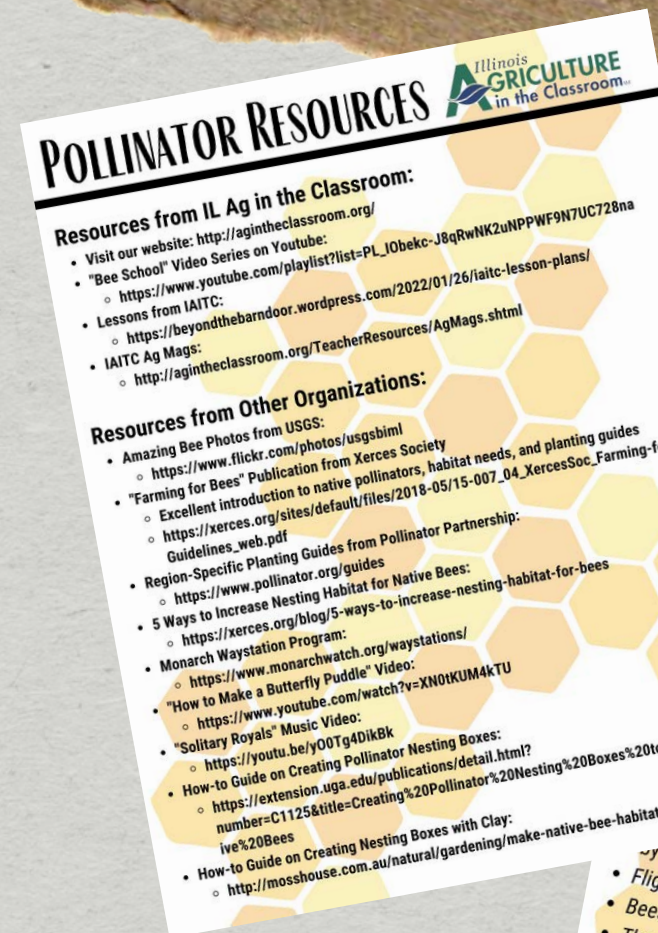 Illinois
AGRICULTURE
in the Classroom
POLLINATOR RESOURCES
Resources from IL Ag in the Classroom:
• Visit our website: http://agintheclassroom.org/
• "Bee School" Video Series on Youtube:
◦ https://www.youtube.com/playlist?list=PL_IObekc-J8qRwNK2uNPPWF9N7UC728na
• Lessons from IAITC:
◦ https://beyondthebarndoor.wordpress.com/2022/01/26/iaitc-lesson-plans/
• IAITC Ag Mags:
◦ http://agintheclassroom.org/TeacherResources/AgMags.shtml
Resources from Other Organizations:
• Amazing Bee Photos from USGS:
◦ https://www.flickr.com/photos/usgsbiml
• "Farming for Bees" Publication from Xerces Society
◦ Excellent introduction to native pollinators, habitat needs, and planting guides
◦ https://xerces.org/sites/default/files/2018-05/15-007_04_XercesSoc_Farming-f
Guidelines_web.pdf
• Region-Specific Planting Guides from Pollinator Partnership:
◦ https://www.pollinator.org/guides
• 5 Ways to Increase Nesting Habitat for Native Bees:
◦ https://xerces.org/blog/5-ways-to-increase-nesting-habitat-for-bees
• Monarch Waystation Program:
◦ https://www.monarchwatch.org/waystations/
• "How to Make a Butterfly Puddle" Video:
◦ https://www.youtube.com/watch?v=XN0tKUM4kTU
• "Solitary Royals" Music Video:
◦ https://youtu.be/yO0Tg4DikBk
• How-to Guide on Creating Pollinator Nesting Boxes:
◦ https://extension.uga.edu/publications/detail.html?
number=C1125&title=Creating%20Pollinator%20Nesting%20Boxes%20to
ive%20Bees
• How-to Guide on Creating Nesting Boxes with Clay:
◦ http://mosshouse.com.au/natural/gardening/make-native-bee-habitat
• Flig
• Bee